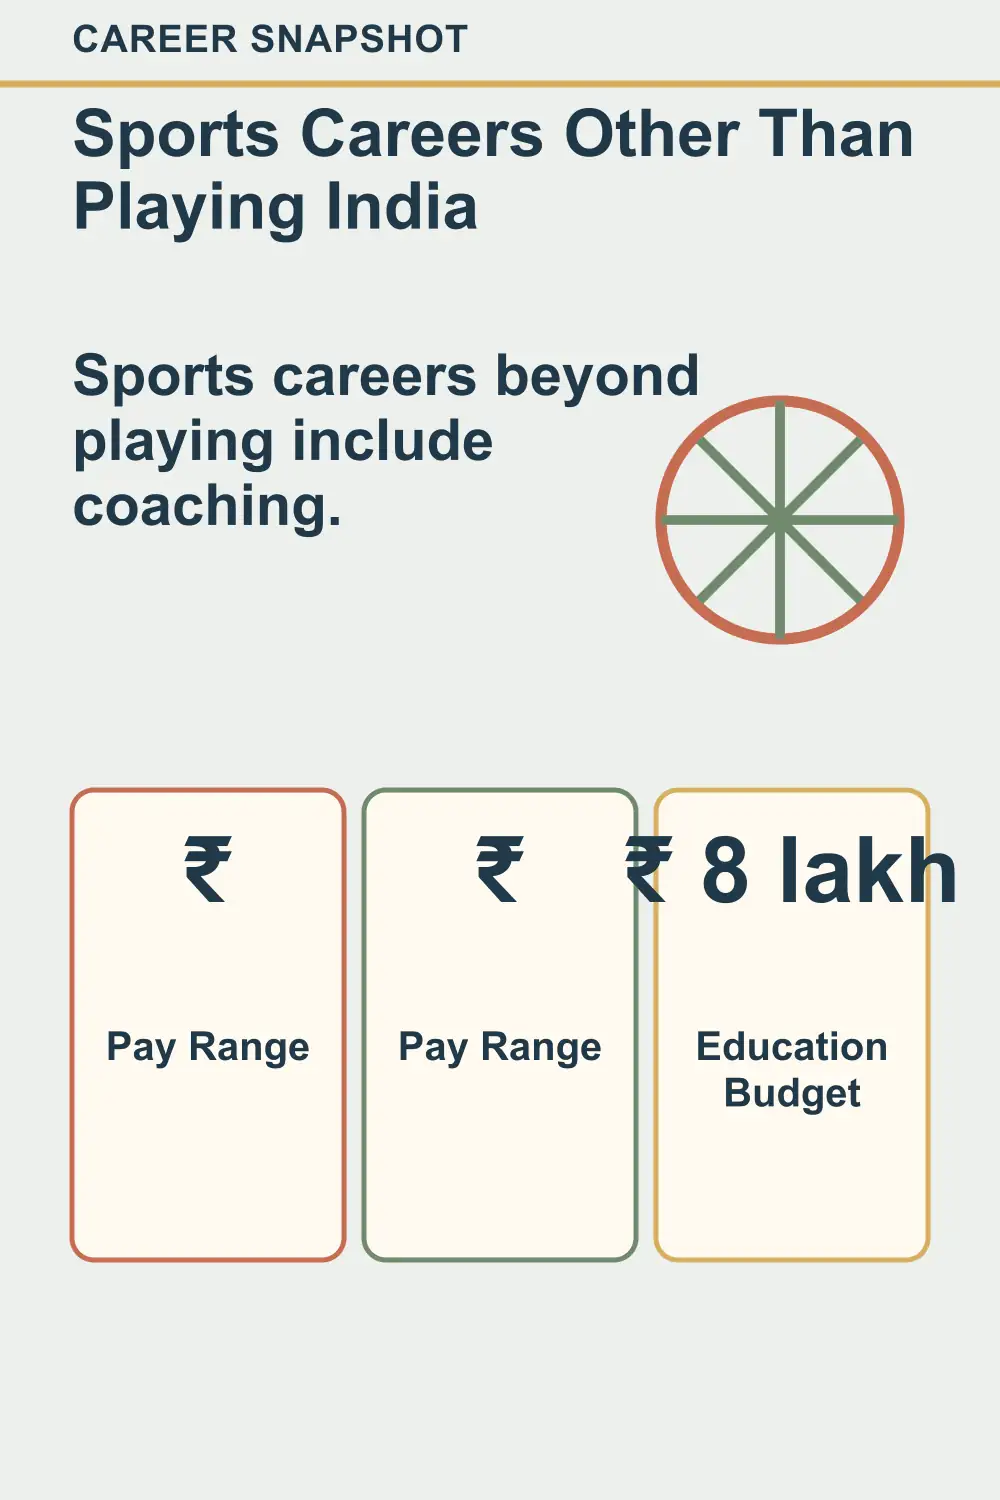 CAREER SNAPSHOT
Sports Careers Other Than
Playing India
Sports careers beyond
playing include
coaching.
₹
Pay Range
₹
Pay Range
₹ 8 lakh
Education
Budget